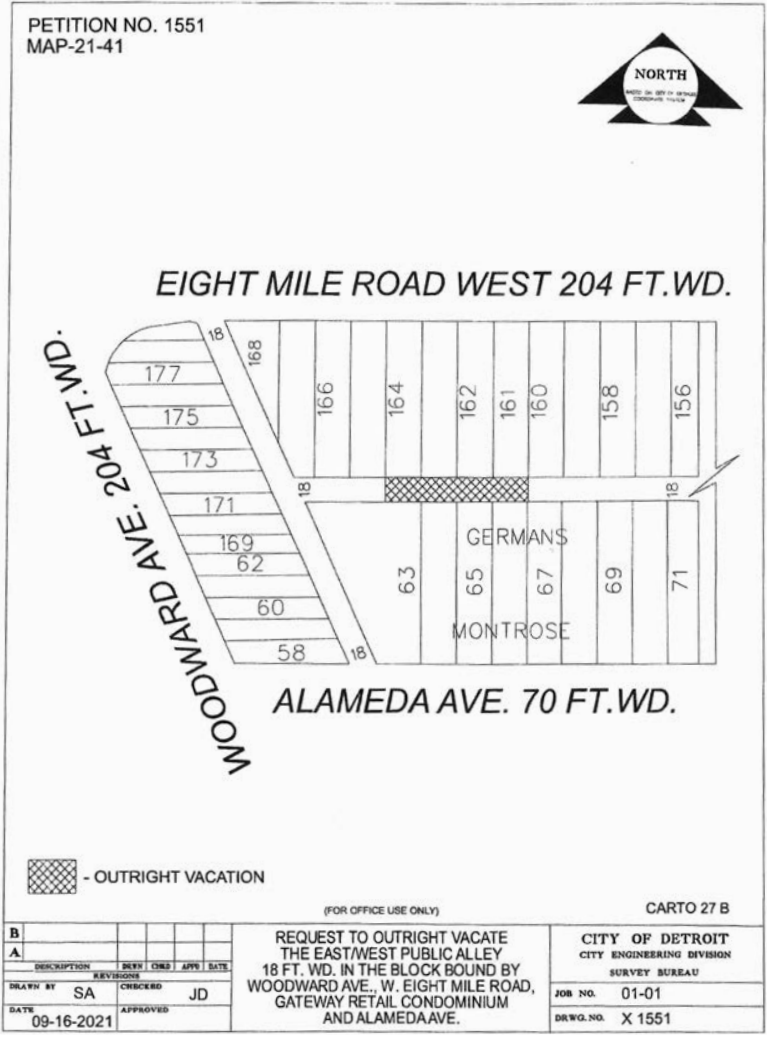 PETITION NO. 1551
MAP-21-41
NORTH
EIGHT MILE ROAD WEST 204 FT.WD.
WOODWARD AVE. 204 FT.WD.
18
168
166
164
162
161
160
158
156
177
175
173
171
169
62
60
58
18
18
18
GERMANS
63
65
67
69
71
MONTROSE
ALAMEDA AVE. 70 FT.WD.
- OUTRIGHT VACATION
(FOR OFFICE USE ONLY)
CARTO 27 B
B
A
DESCRIPTION DRWN CHKD APPD DATE
REVISIONS
DRAWN BY SA
CHECKED JD
DATE 09-16-2021
APPROVED
REQUEST TO OUTRIGHT VACATE
THE EAST/WEST PUBLIC ALLEY
18 FT. WD. IN THE BLOCK BOUND BY
WOODWARD AVE., W. EIGHT MILE ROAD,
GATEWAY RETAIL CONDOMINIUM
AND ALAMEDA AVE.
CITY OF DETROIT
CITY ENGINEERING DIVISION
SURVEY BUREAU
JOB NO. 01-01
DRWG. NO. X 1551